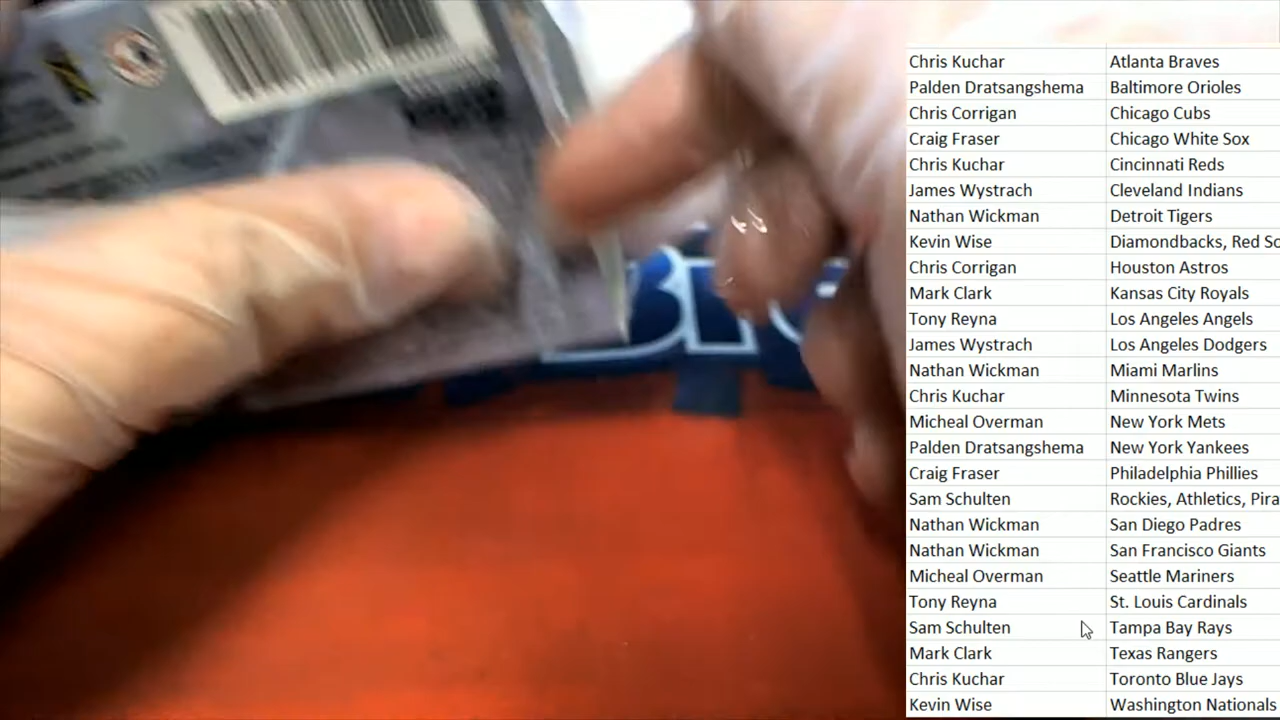 Chris Kuchar Atlanta Braves
Palden Dratsangshema Baltimore Orioles
Chris Corrigan Chicago Cubs
Craig Fraser Chicago White Sox
Chris Kuchar Cincinnati Reds
James Wystrach Cleveland Indians
Nathan Wickman Detroit Tigers
Kevin Wise Diamondbacks, Red So
Chris Corrigan Houston Astros
Mark Clark Kansas City Royals
Tony Reyna Los Angeles Angels
James Wystrach Los Angeles Dodgers
Nathan Wickman Miami Marlins
Chris Kuchar Minnesota Twins
Micheal Overman New York Mets
Palden Dratsangshema New York Yankees
Craig Fraser Philadelphia Phillies
Sam Schulten Rockies, Athletics, Pira
Nathan Wickman San Diego Padres
Nathan Wickman San Francisco Giants
Micheal Overman Seattle Mariners
Tony Reyna St. Louis Cardinals
Sam Schulten Tampa Bay Rays
Mark Clark Texas Rangers
Chris Kuchar Toronto Blue Jays
Kevin Wise Washington Nationals